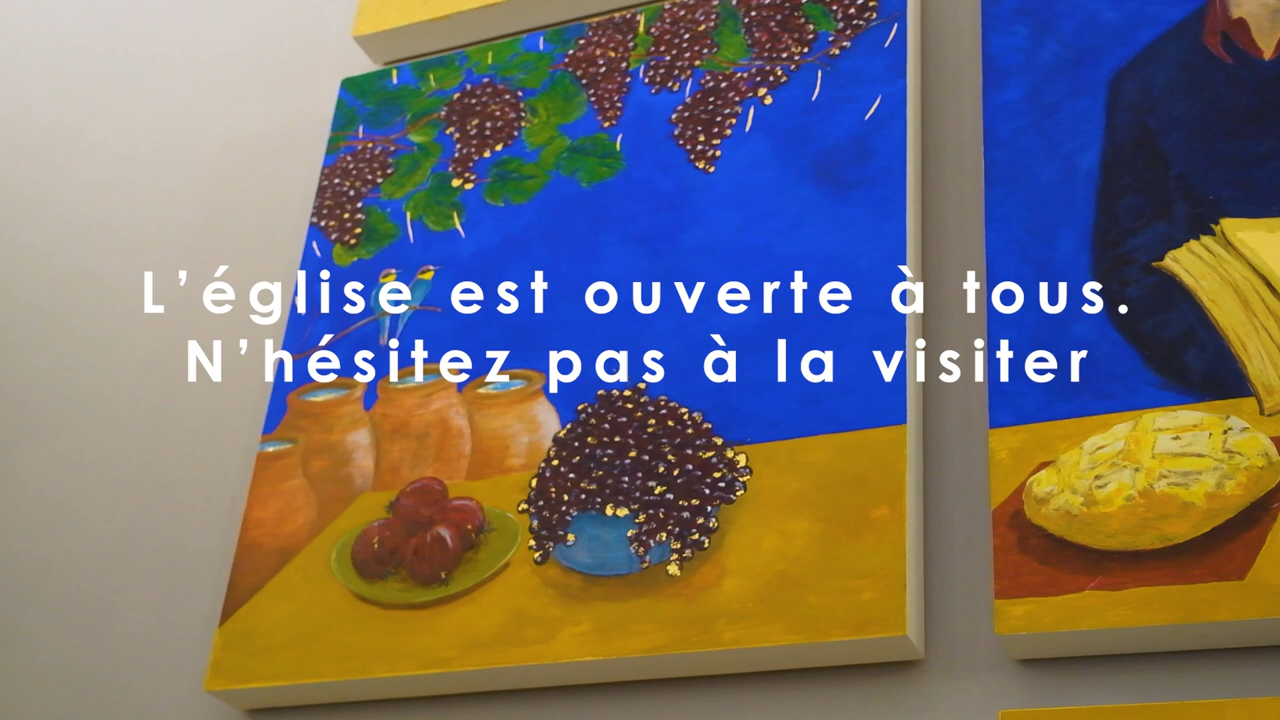 L’église est ouverte à tous.
N’hésitez pas à la visiter